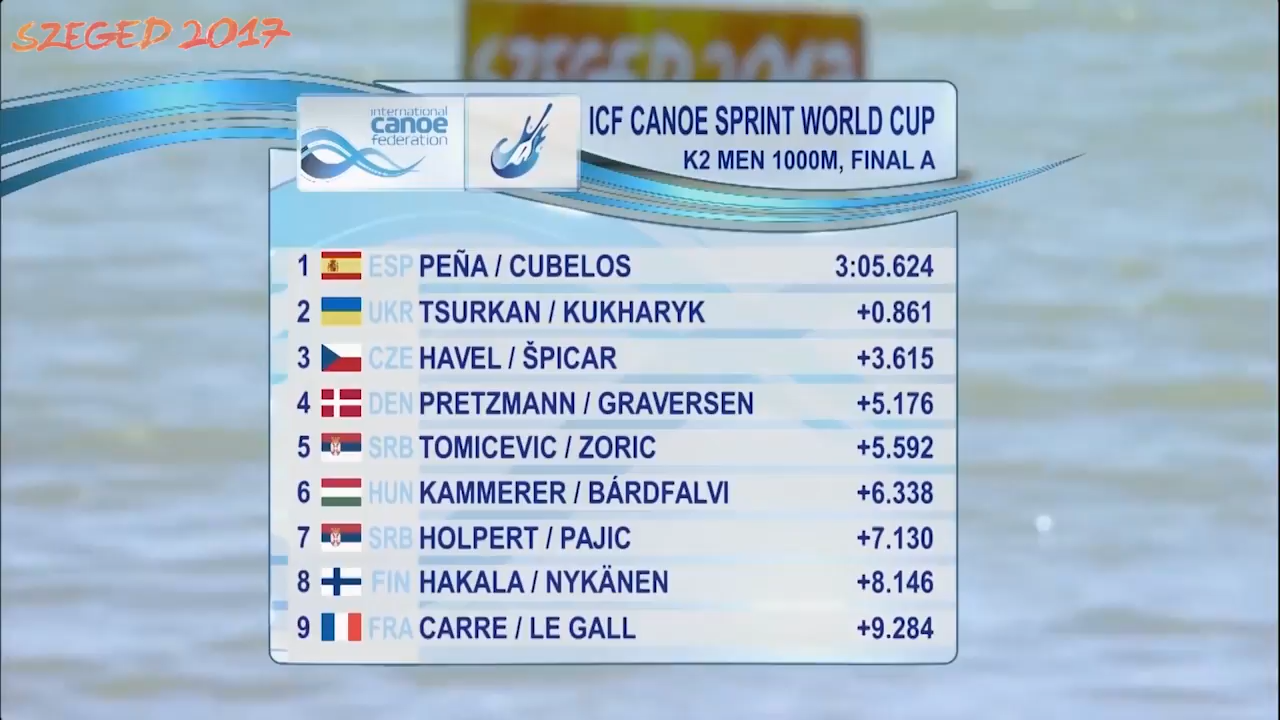 SZEGED 2017
SZEGED 2017
international
canoe
federation
ICF CANOE SPRINT WORLD CUP
K2 MEN 1000M, FINAL A
1 ESP PEÑA / CUBELOS 3:05.624
2 UKR TSURKAN / KUKHARYK +0.861
3 CZE HAVEL / ŠPICAR +3.615
4 DEN PRETZMANN / GRAVERSEN +5.176
5 SRB TOMICEVIC / ZORIC +5.592
6 HUN KAMMERER / BÁRDFALVI +6.338
7 SRB HOLPERT / PAJIC +7.130
8 FIN HAKALA / NYKÄNEN +8.146
9 FRA CARRE / LE GALL +9.284